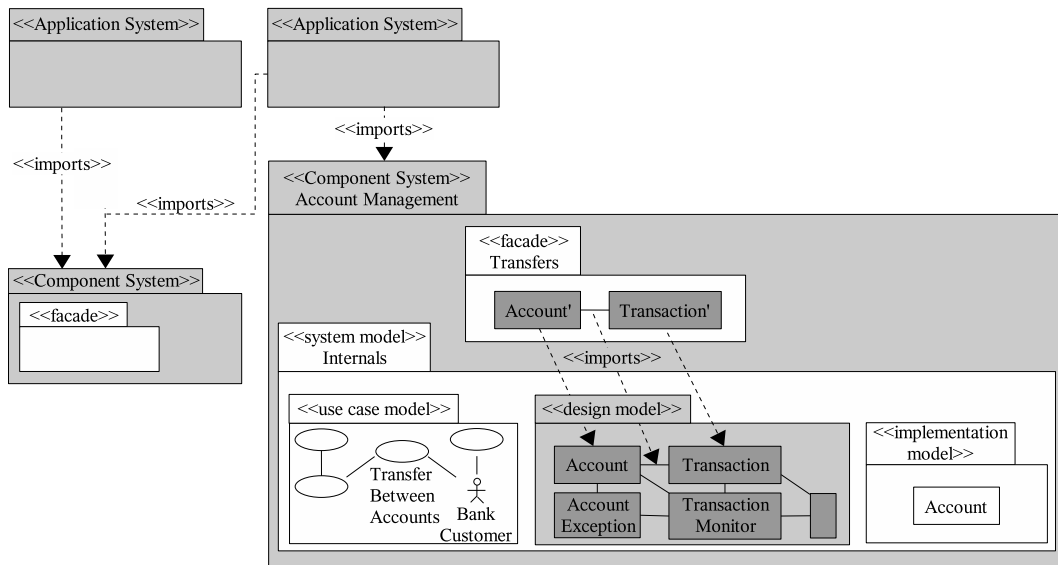 <<Application System>>
<<Application System>>
<<imports>>
<<imports>>
<<imports>>
<<Component System>>
Account Management
<<Component System>>
<<facade>>
<<facade>>
Transfers
Account'
Transaction'
<<imports>>
<<system model>>
Internals
<<use case model>>
Transfer
Between
Accounts
Bank
Customer
<<design model>>
Account
Transaction
Account
Exception
Transaction
Monitor
<<implementation
model>>
Account